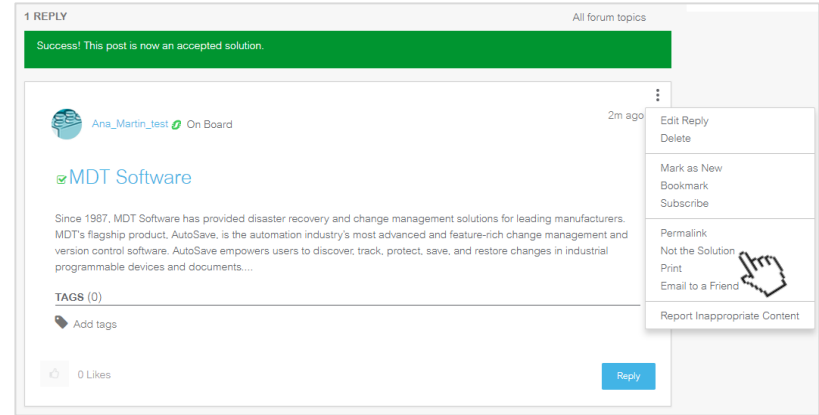 1 REPLY
All forum topics
Success! This post is now an accepted solution.
Ana_Martin_test On Board
2m ago
MDT Software
Since 1987, MDT Software has provided disaster recovery and change management solutions for leading manufacturers.
MDT's flagship product, AutoSave, is the automation industry's most advanced and feature-rich change management and
version control software. AutoSave empowers users to discover, track, protect, save, and restore changes in industrial
programmable devices and documents....
TAGS (0)
Add tags
0 Likes
Reply
Edit Reply
Delete
Mark as New
Bookmark
Subscribe
Permalink
Not the Solution
Print
Email to a Friend
Report Inappropriate Content